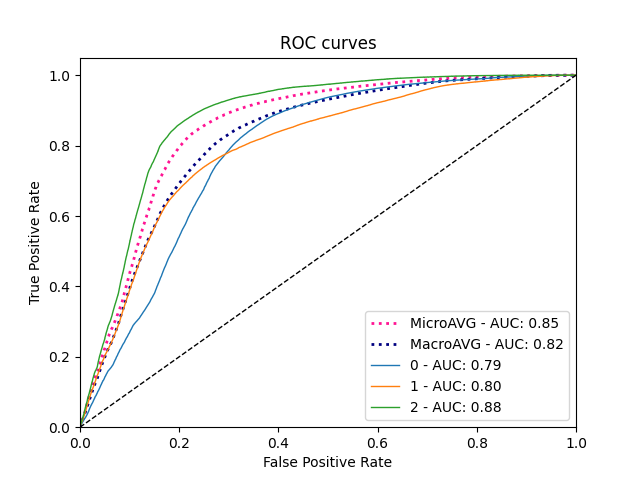 ROC curves
True Positive Rate
1.0
0.8
0.6
0.4
0.2
0.0
MicroAVG - AUC: 0.85
MacroAVG - AUC: 0.82
0 - AUC: 0.79
1 - AUC: 0.80
2 - AUC: 0.88
0.0 0.2 0.4 0.6 0.8 1.0
False Positive Rate